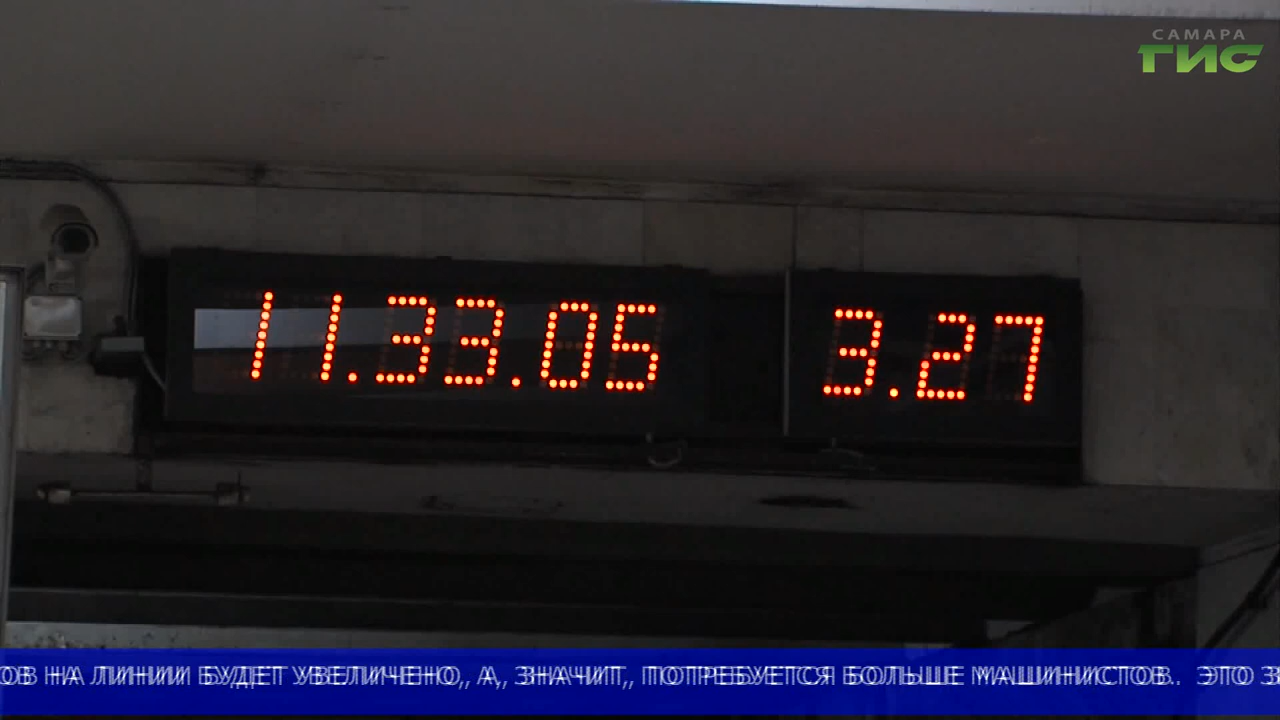 САМАРА
ГИС
11.33.05 3.27
ОВ НА ЛИНИИ БУДЕТ УВЕЛИЧЕНО, А, ЗНАЧИТ, ПОТРЕБУЕТСЯ БОЛЬШЕ МАШИНИСТОВ. ЭТО З